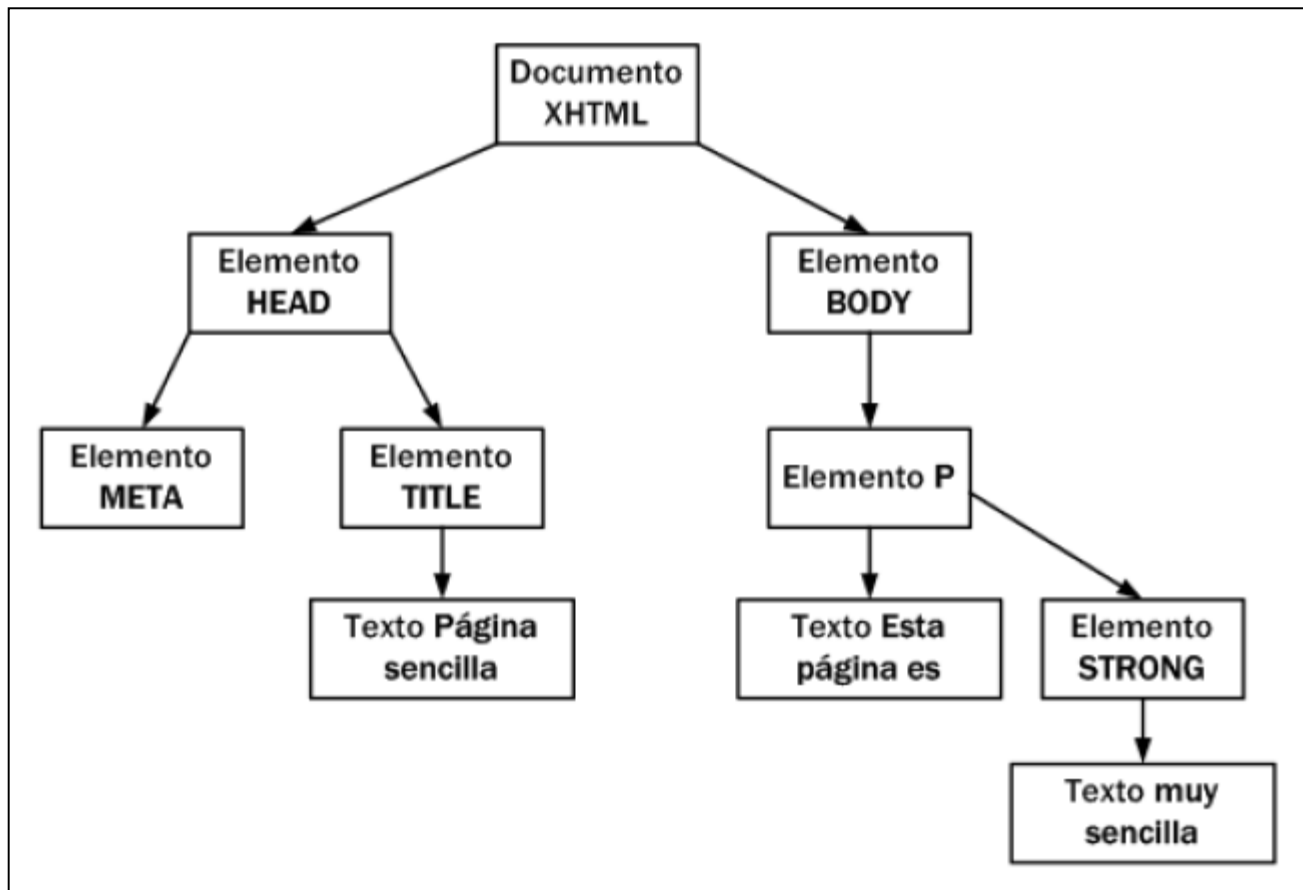 Documento
XHTML
Elemento
HEAD
Elemento
BODY
Elemento
META
Elemento
TITLE
Elemento P
Texto Página
sencilla
Texto Esta
página es
Elemento
STRONG
Texto muy
sencilla